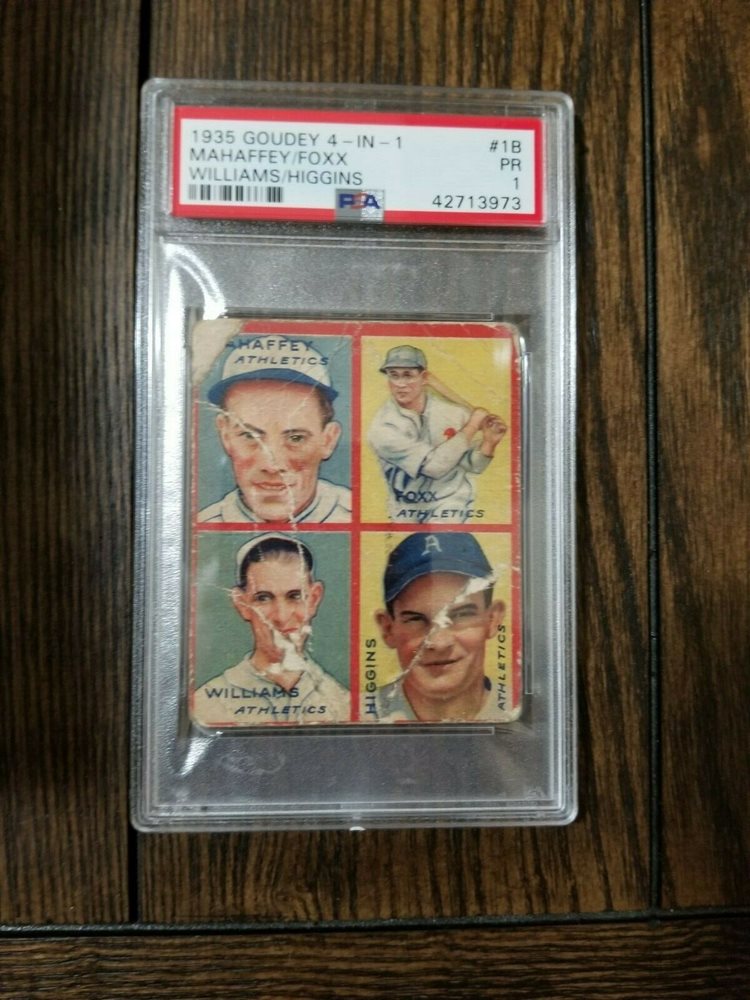 1935 GOUDEY 4-IN-1 #1B
MAHAFFEY/FOXX PR
WILLIAMS/HIGGINS 1
PSA 42713973
AHAFFEY
ATHLETICS
FOXX
ATHLETICS
A
WILLIAMS
ATHLETICS
HIGGINS
ATHLETICS